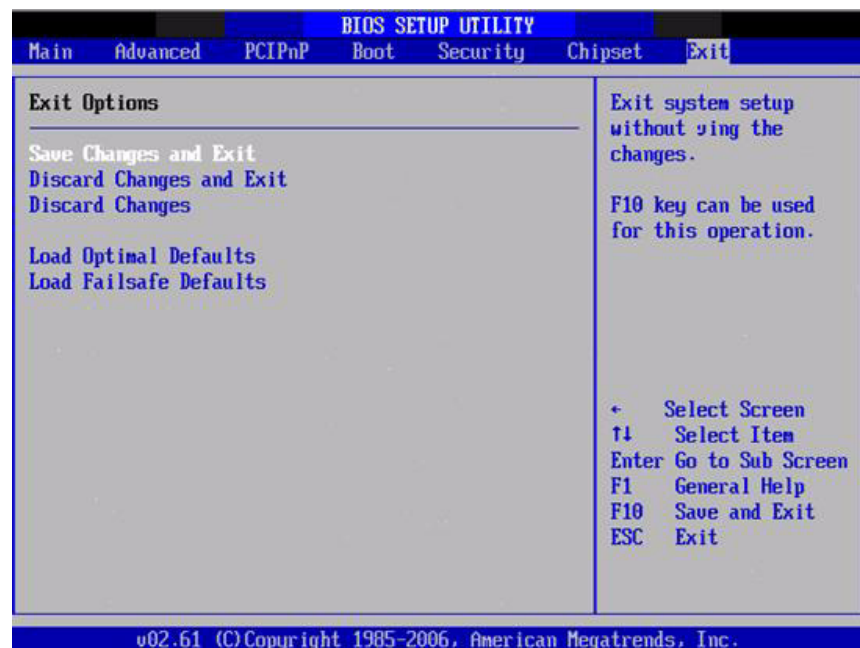 BIOS SETUP UTILITY
Main Advanced PCIPnP Boot Security Chipset Exit
Exit Options
Save Changes and Exit
Discard Changes and Exit
Discard Changes
Load Optimal Defaults
Load Failsafe Defaults
Exit system setup
without the
changes.
F10 key can be used
for this operation.
← Select Screen
↑↓ Select Item
Enter Go to Sub Screen
F1 General Help
F10 Save and Exit
ESC Exit
v02.61 (C)Copyright 1985-2006, American Megatrends, Inc.